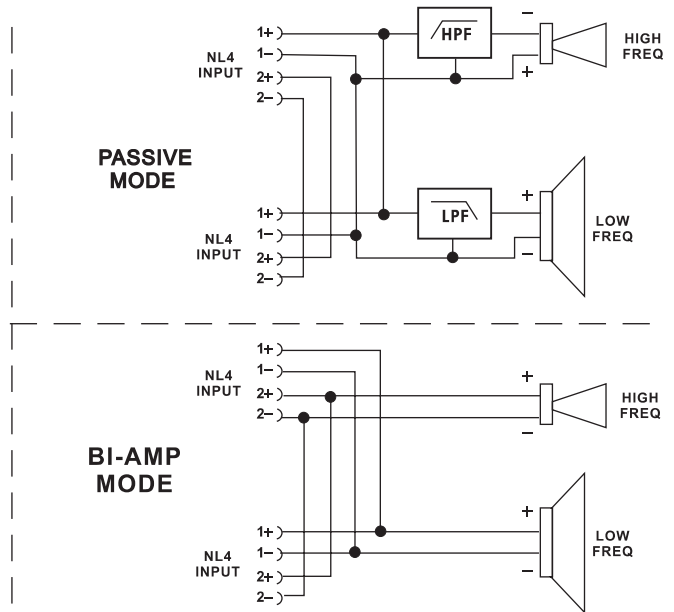 1+
1−
2+
2−
NL4
INPUT
HPF
−
+
HIGH
FREQ
PASSIVE
MODE
1+
1−
2+
2−
NL4
INPUT
LPF
+
−
LOW
FREQ
1+
1−
2+
2−
NL4
INPUT
+
−
HIGH
FREQ
BI-AMP
MODE
1+
1−
2+
2−
NL4
INPUT
+
−
LOW
FREQ